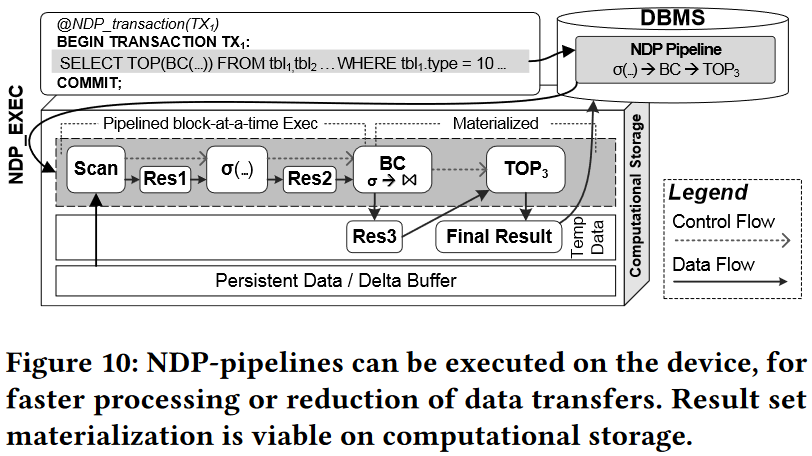 @NDP_transaction(TX1)
BEGIN TRANSACTION TX1:
SELECT TOP(BC(...)) FROM tbl1,tbl2 ... WHERE tbl1.type = 10 ...
COMMIT;
DBMS
NDP Pipeline
σ(..) → BC → TOP3
NDP_EXEC
Pipelined block-at-a-time Exec
Materialized
Scan
Res1
σ(...)
Res2
BC
σ → ⋈
TOP3
Res3
Final Result
Temp
Data
Persistent Data / Delta Buffer
Computational Storage
Legend
Control Flow
Data Flow
Figure 10: NDP-pipelines can be executed on the device, for
faster processing or reduction of data transfers. Result set
materialization is viable on computational storage.